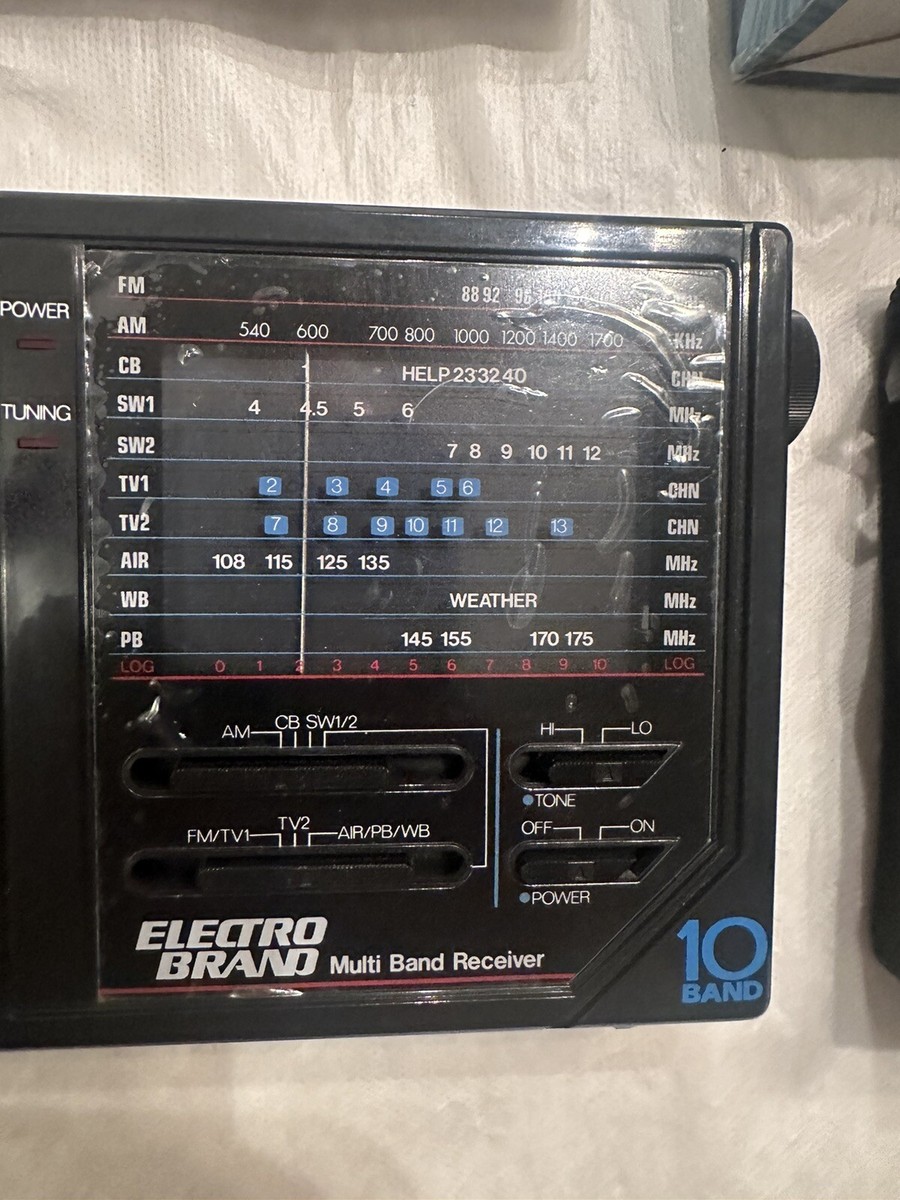 FM 88 92 96
POWER
AM 540 600 700 800 1000 1200 1400 1700 KHz
CB HELP 23 32 40 CHN
TUNING
SW1 4 4.5 5 6 MHz
SW2 7 8 9 10 11 12 MHz
TV1 2 3 4 5 6 CHN
TV2 7 8 9 10 11 12 13 CHN
AIR 108 115 125 135 MHz
WB WEATHER MHz
PB 145 155 170 175 MHz
LOG 0 1 2 3 4 5 6 7 8 9 10 LOG
AM CB SW1/2
HI LO
TONE
FM/TV1 TV2 AIR/PB/WB
OFF ON
POWER
ELECTRO
BRAND Multi Band Receiver
10
BAND